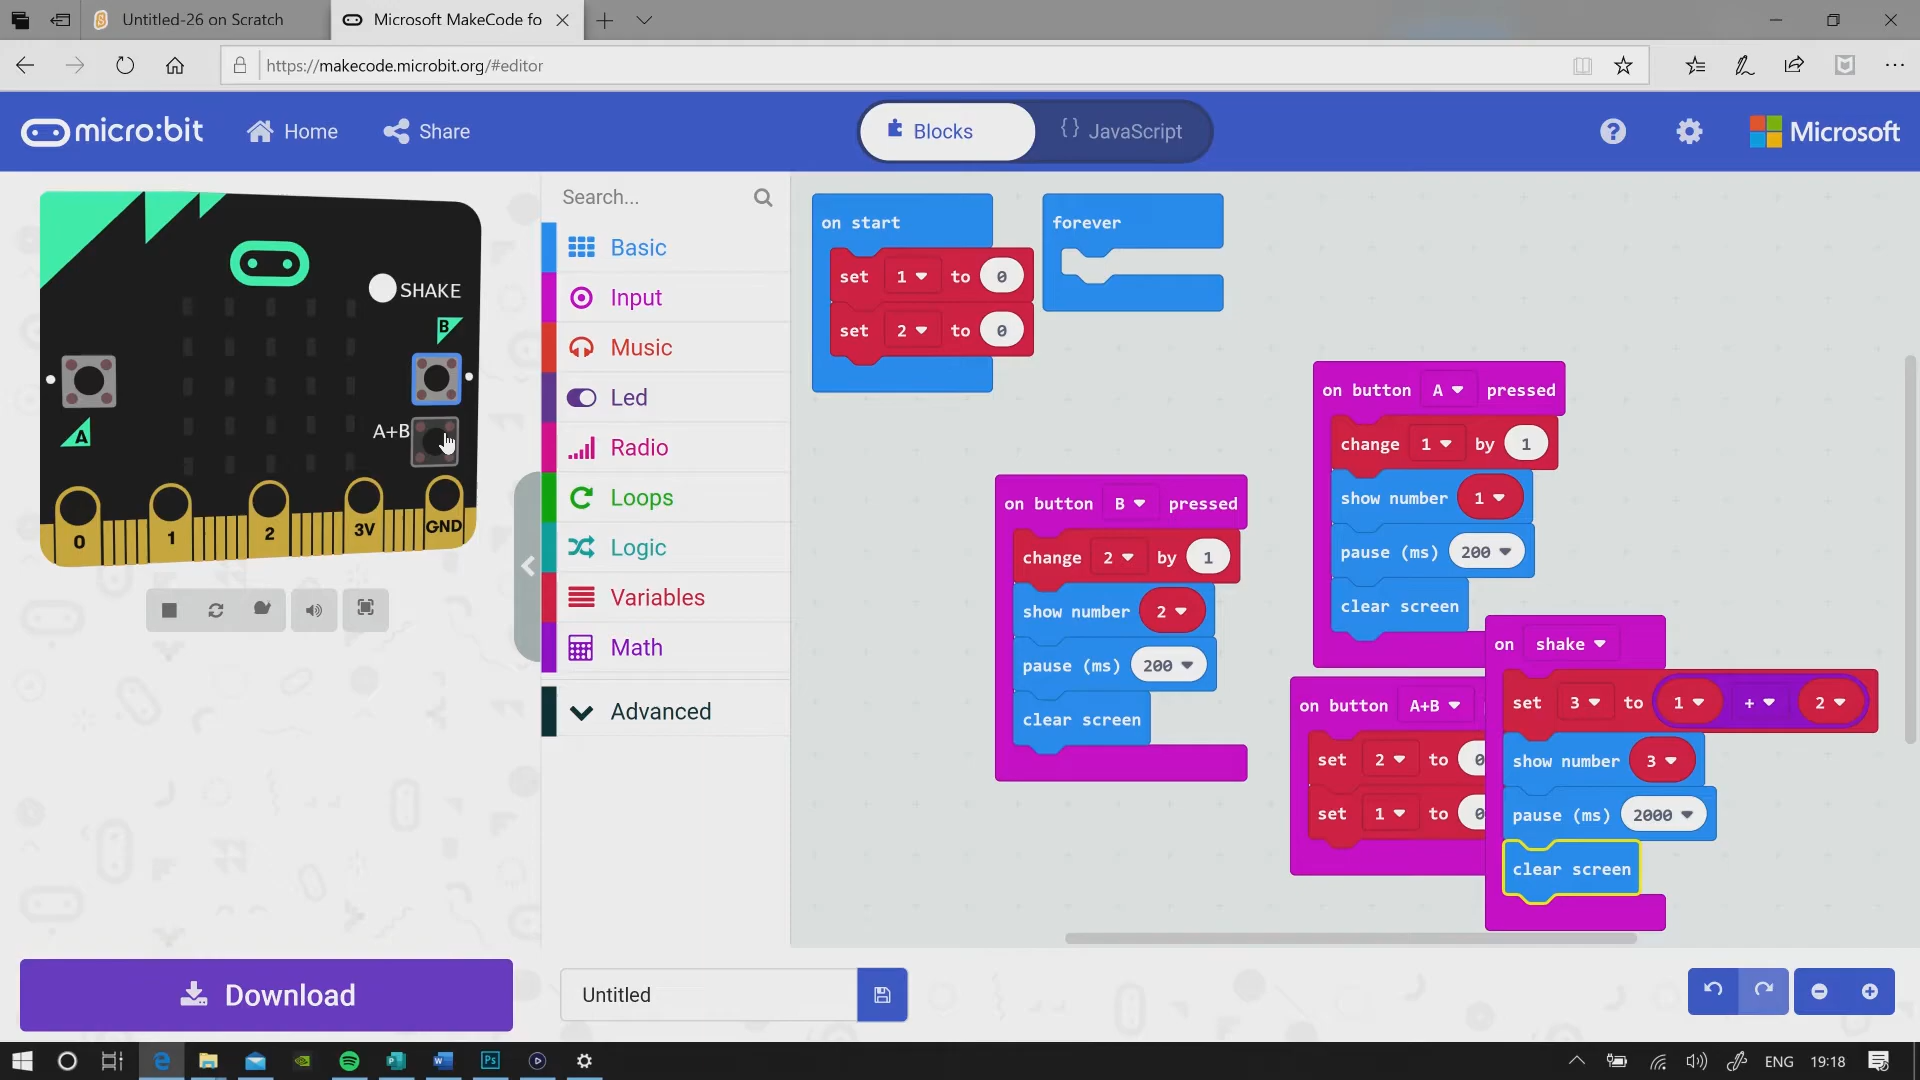 Untitled-26 on Scratch
Microsoft MakeCode fo
https://makecode.microbit.org/#editor
micro:bit
Home
Share
Blocks
{} JavaScript
?
Microsoft
SHAKE
B
A
A+B
0
1
2
3V
GND
Search...
Basic
Input
Music
Led
Radio
Loops
Logic
Variables
Math
Advanced
on start
set 1 to 0
set 2 to 0
forever
on button B pressed
change 2 by 1
show number 2
pause (ms) 200
clear screen
on button A pressed
change 1 by 1
show number 1
pause (ms) 200
clear screen
on button A+B
set 2 to 0
set 1 to 0
on shake
set 3 to 1 + 2
show number 3
pause (ms) 2000
clear screen
Download
Untitled
ENG
19:18